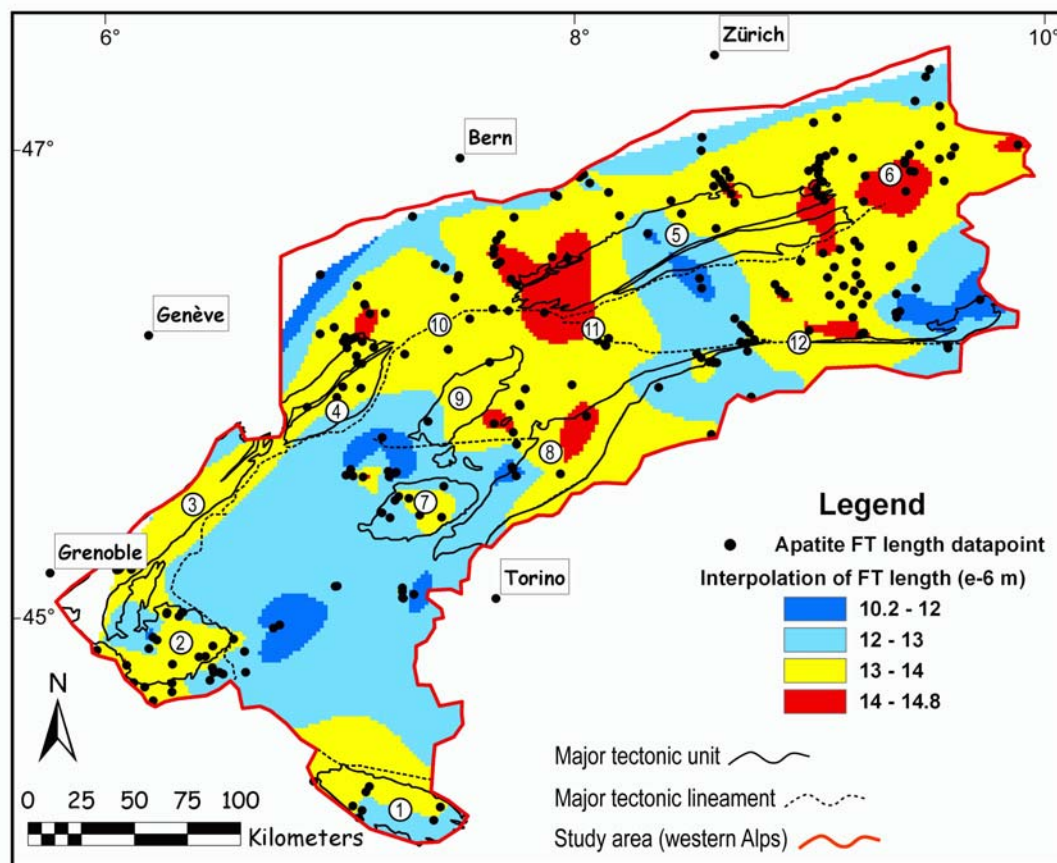 6°
8°
10°
Zürich
47°
Bern
6
5
Genève
10
11
12
9
4
8
7
3
Grenoble
Torino
45°
2
1
N
0 25 50 75 100
Kilometers
Legend
Apatite FT length datapoint
Interpolation of FT length (e-6 m)
10.2 - 12
12 - 13
13 - 14
14 - 14.8
Major tectonic unit
Major tectonic lineament
Study area (western Alps)